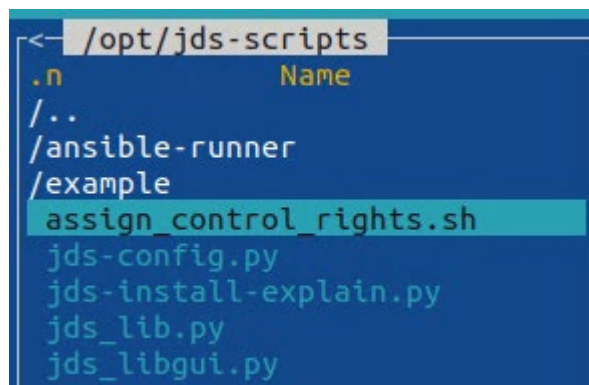 <- /opt/jds-scripts
.n Name
/..
/ansible-runner
/example
assign_control_rights.sh
jds-config.py
jds-install-explain.py
jds_lib.py
jds_libgui.py